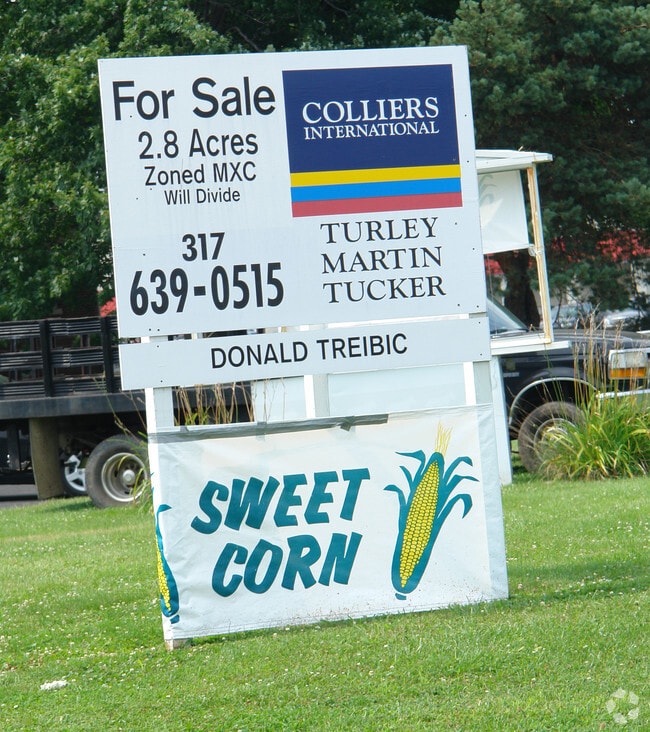 For Sale
2.8 Acres
Zoned MXC
Will Divide
317
639-0515
COLLIERS
INTERNATIONAL
TURLEY
MARTIN
TUCKER
DONALD TREIBIC
SWEET
CORN